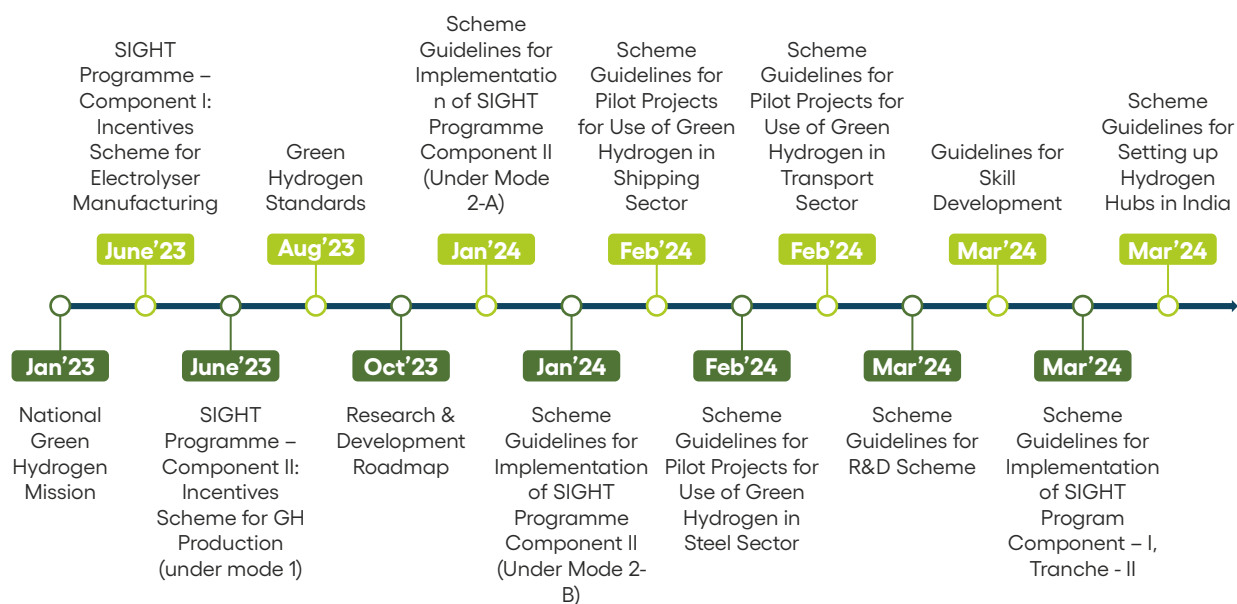 SIGHT
Programme –
Component I:
Incentives
Scheme for
Electrolyser
Manufacturing
Green
Hydrogen
Standards
Scheme
Guidelines for
Implementatio
n of SIGHT
Programme
Component II
(Under Mode
2-A)
Scheme
Guidelines for
Pilot Projects
for Use of Green
Hydrogen in
Shipping
Sector
Scheme
Guidelines for
Pilot Projects for
Use of Green
Hydrogen in
Transport
Sector
Guidelines for
Skill
Development
Scheme
Guidelines for
Setting up
Hydrogen
Hubs in India
June'23
Aug'23
Jan'24
Feb'24
Feb'24
Mar'24
Mar'24
Jan'23
June'23
Oct'23
Jan'24
Feb'24
Mar'24
Mar'24
National
Green
Hydrogen
Mission
SIGHT
Programme –
Component II:
Incentives
Scheme for GH
Production
(under mode 1)
Research &
Development
Roadmap
Scheme
Guidelines for
Implementation
of SIGHT
Programme
Component II
(Under Mode 2-
B)
Scheme
Guidelines for
Pilot Projects for
Use of Green
Hydrogen in
Steel Sector
Scheme
Guidelines for
R&D Scheme
Scheme
Guidelines for
Implementation
of SIGHT
Program
Component – I,
Tranche - II